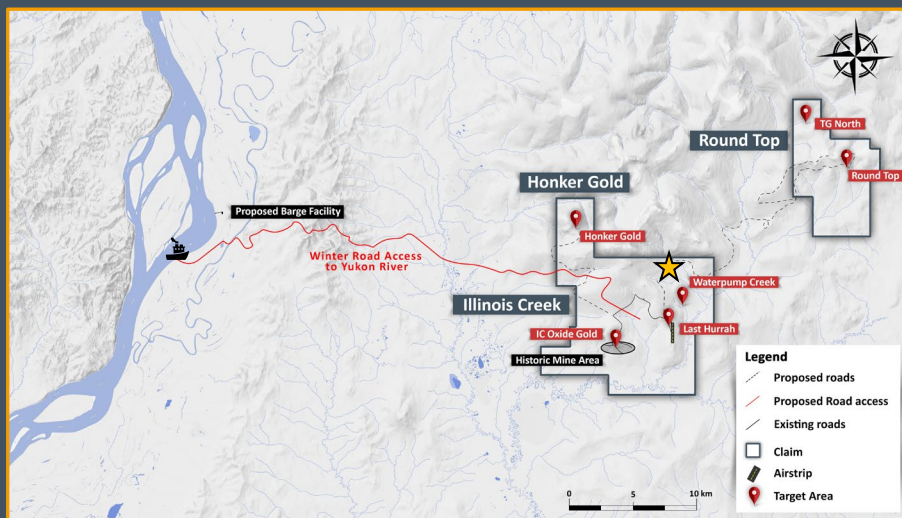 TG North
Round Top
Round Top
Honker Gold
Proposed Barge Facility
Honker Gold
Winter Road Access
to Yukon River
Waterpump Creek
Illinois Creek
Last Hurrah
IC Oxide Gold
Historic Mine Area
Legend
Proposed roads
Proposed Road access
Existing roads
Claim
Airstrip
Target Area
0 5 10 km